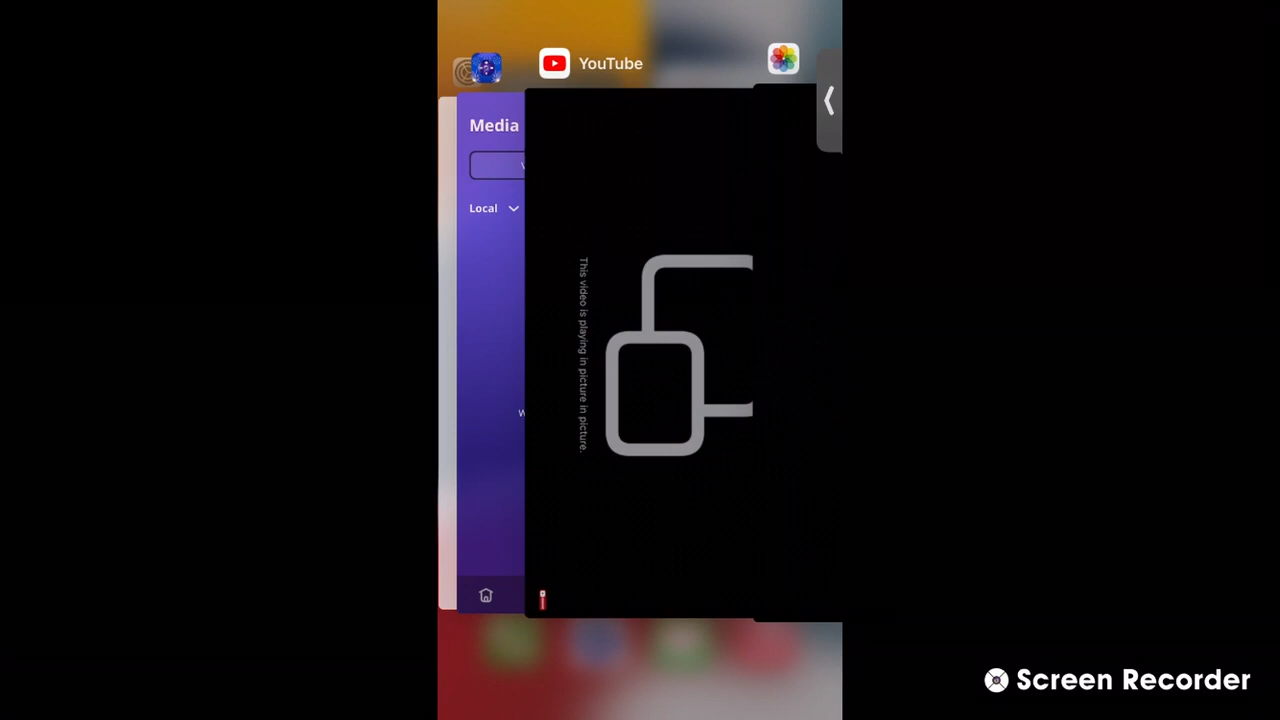 YouTube
Media
Local
This video is playing in picture in picture.
Screen Recorder